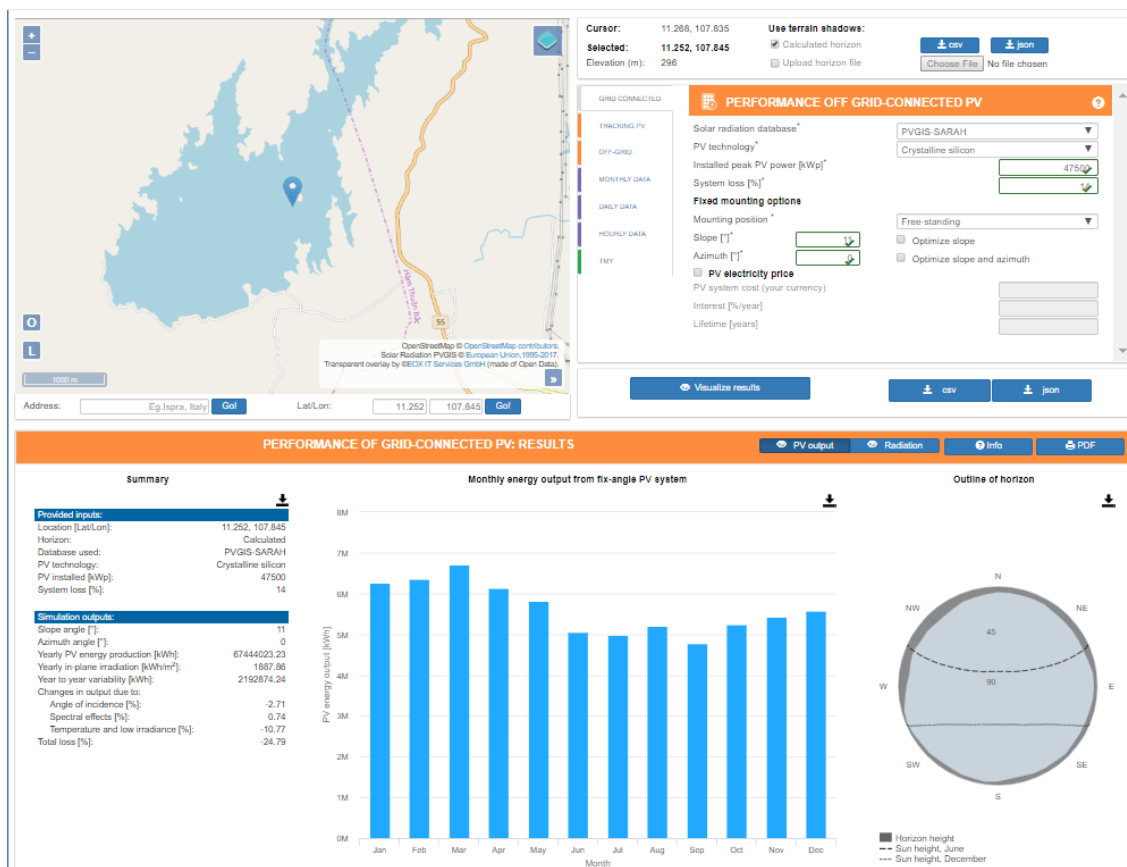 +
−
O
L
1000 m
Hàm Thuận Bắc
55
OpenStreetMap © OpenStreetMap contributors.
Solar Radiation PVGIS © European Union,1995-2017.
Transparent overlay by ©EOX IT Services GmbH (made of Open Data).
»
Address:
Eg.Ispra, Italy
Go!
Lat/Lon:
11.252
107.845
Go!
Cursor:
11.268, 107.835
Selected:
11.252, 107.845
Elevation (m):
296
Use terrain shadows:
Calculated horizon
Upload horizon file
csv
json
Choose File No file chosen
GRID-CONNECTED
TRACKING PV
OFF-GRID
MONTHLY DATA
DAILY DATA
HOURLY DATA
TMY
PERFORMANCE OFF GRID-CONNECTED PV
?
Solar radiation database*
PVGIS-SARAH
PV technology*
Crystalline silicon
Installed peak PV power [kWp]*
47500
System loss [%]*
14
Fixed mounting options
Mounting position *
Free-standing
Slope [°]*
11
Optimize slope
Azimuth [°]*
0
Optimize slope and azimuth
PV electricity price
PV system cost (your currency)
Interest [%/year]
Lifetime [years]
Visualize results
csv
json
PERFORMANCE OF GRID-CONNECTED PV: RESULTS
PV output
Radiation
Info
PDF
Summary
Provided inputs:
Location [Lat/Lon]: 11.252, 107.845
Horizon: Calculated
Database used: PVGIS-SARAH
PV technology: Crystalline silicon
PV installed [kWp]: 47500
System loss [%]: 14
Simulation outputs:
Slope angle [°]: 11
Azimuth angle [°]: 0
Yearly PV energy production [kWh]: 67444023.23
Yearly in-plane irradiation [kWh/m²]: 1887.86
Year to year variability [kWh]: 2192874.24
Changes in output due to:
Angle of incidence [%]: -2.71
Spectral effects [%]: 0.74
Temperature and low irradiance [%]: -10.77
Total loss [%]: -24.79
Monthly energy output from fix-angle PV system
PV energy output [kWh]
8M
7M
6M
5M
4M
3M
2M
1M
0M
Jan Feb Mar Apr May Jun Jul Aug Sep Oct Nov Dec
Month
Outline of horizon
N
NW
NE
45
W
90
E
SW
SE
S
Horizon height
Sun height, June
Sun height, December